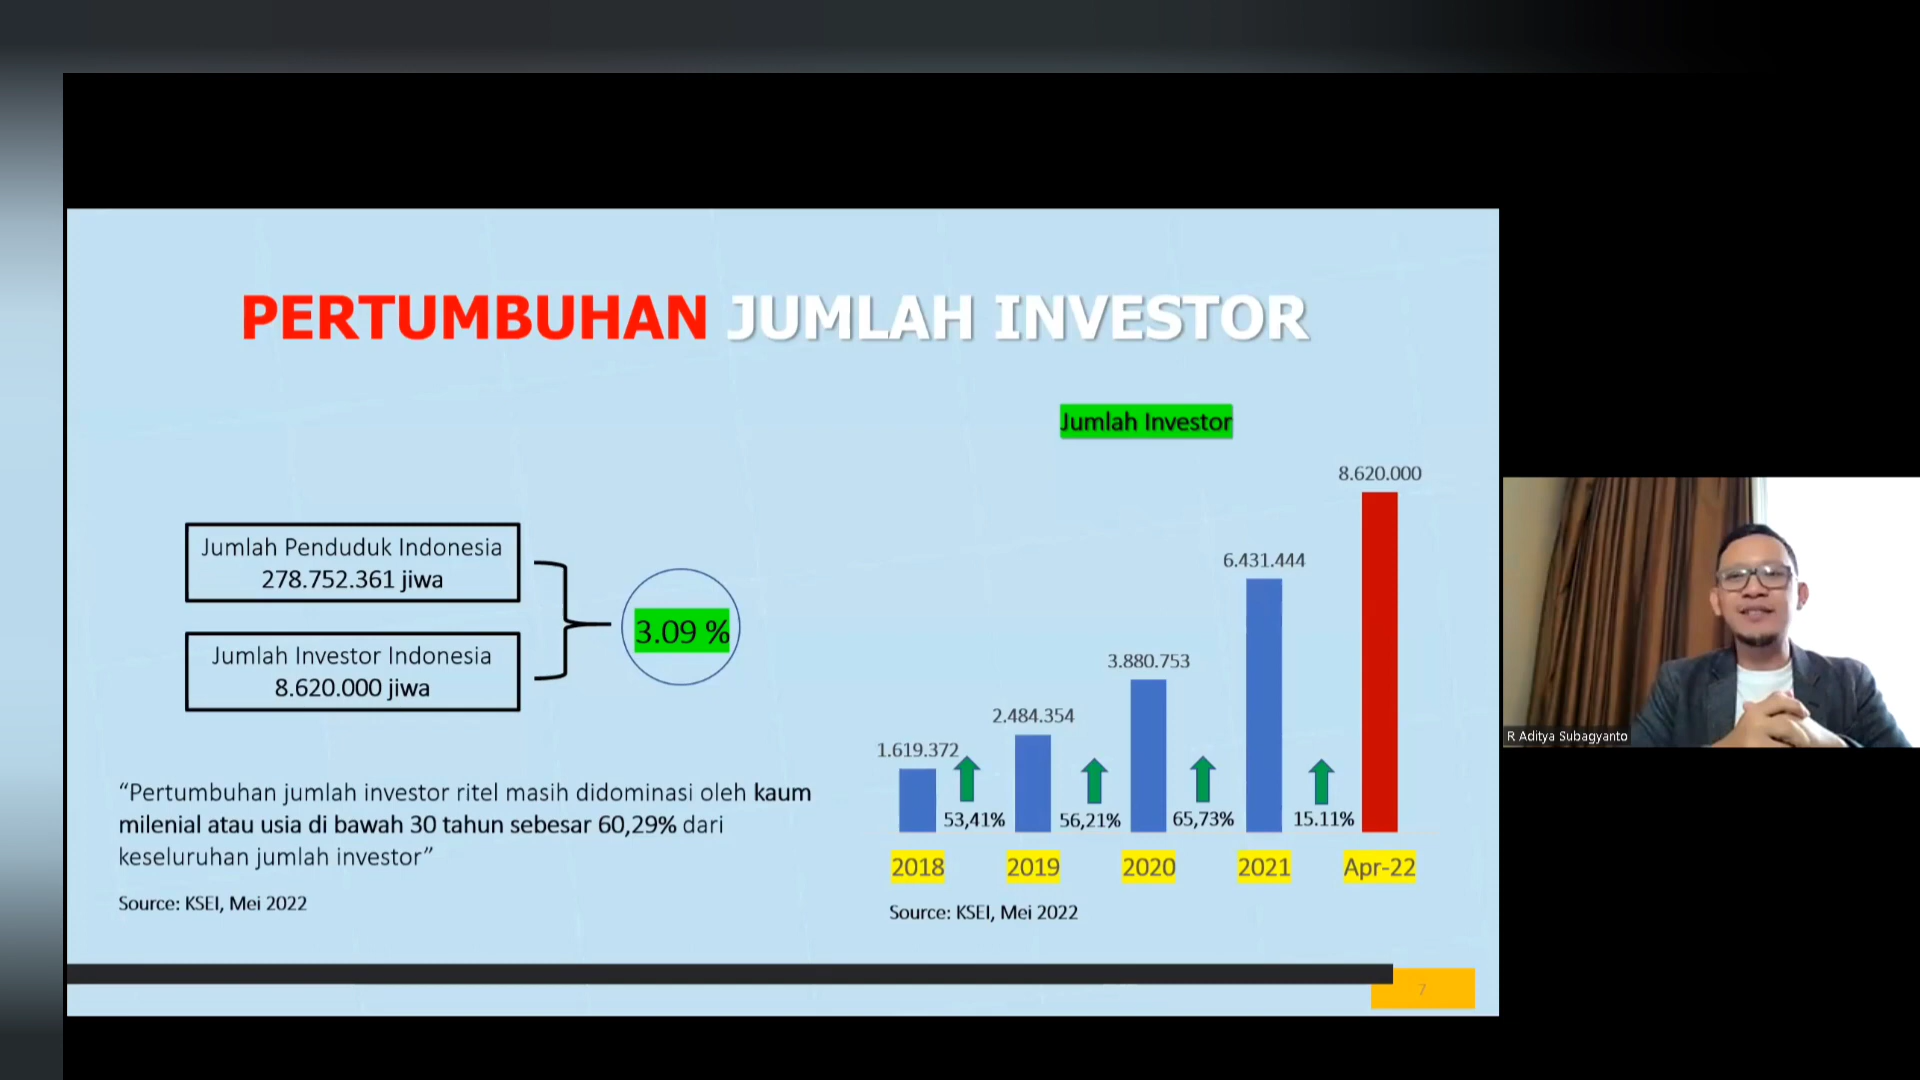 PERTUMBUHAN JUMLAH INVESTOR
Jumlah Penduduk Indonesia
278.752.361 jiwa
Jumlah Investor Indonesia
8.620.000 jiwa
3.09 %
“Pertumbuhan jumlah investor ritel masih didominasi oleh kaum
milenial atau usia di bawah 30 tahun sebesar 60,29% dari
keseluruhan jumlah investor”
Source: KSEI, Mei 2022
Jumlah Investor
1.619.372
2.484.354
3.880.753
6.431.444
8.620.000
53,41%
56,21%
65,73%
15.11%
2018
2019
2020
2021
Apr-22
Source: KSEI, Mei 2022
7
R Aditya Subagyanto